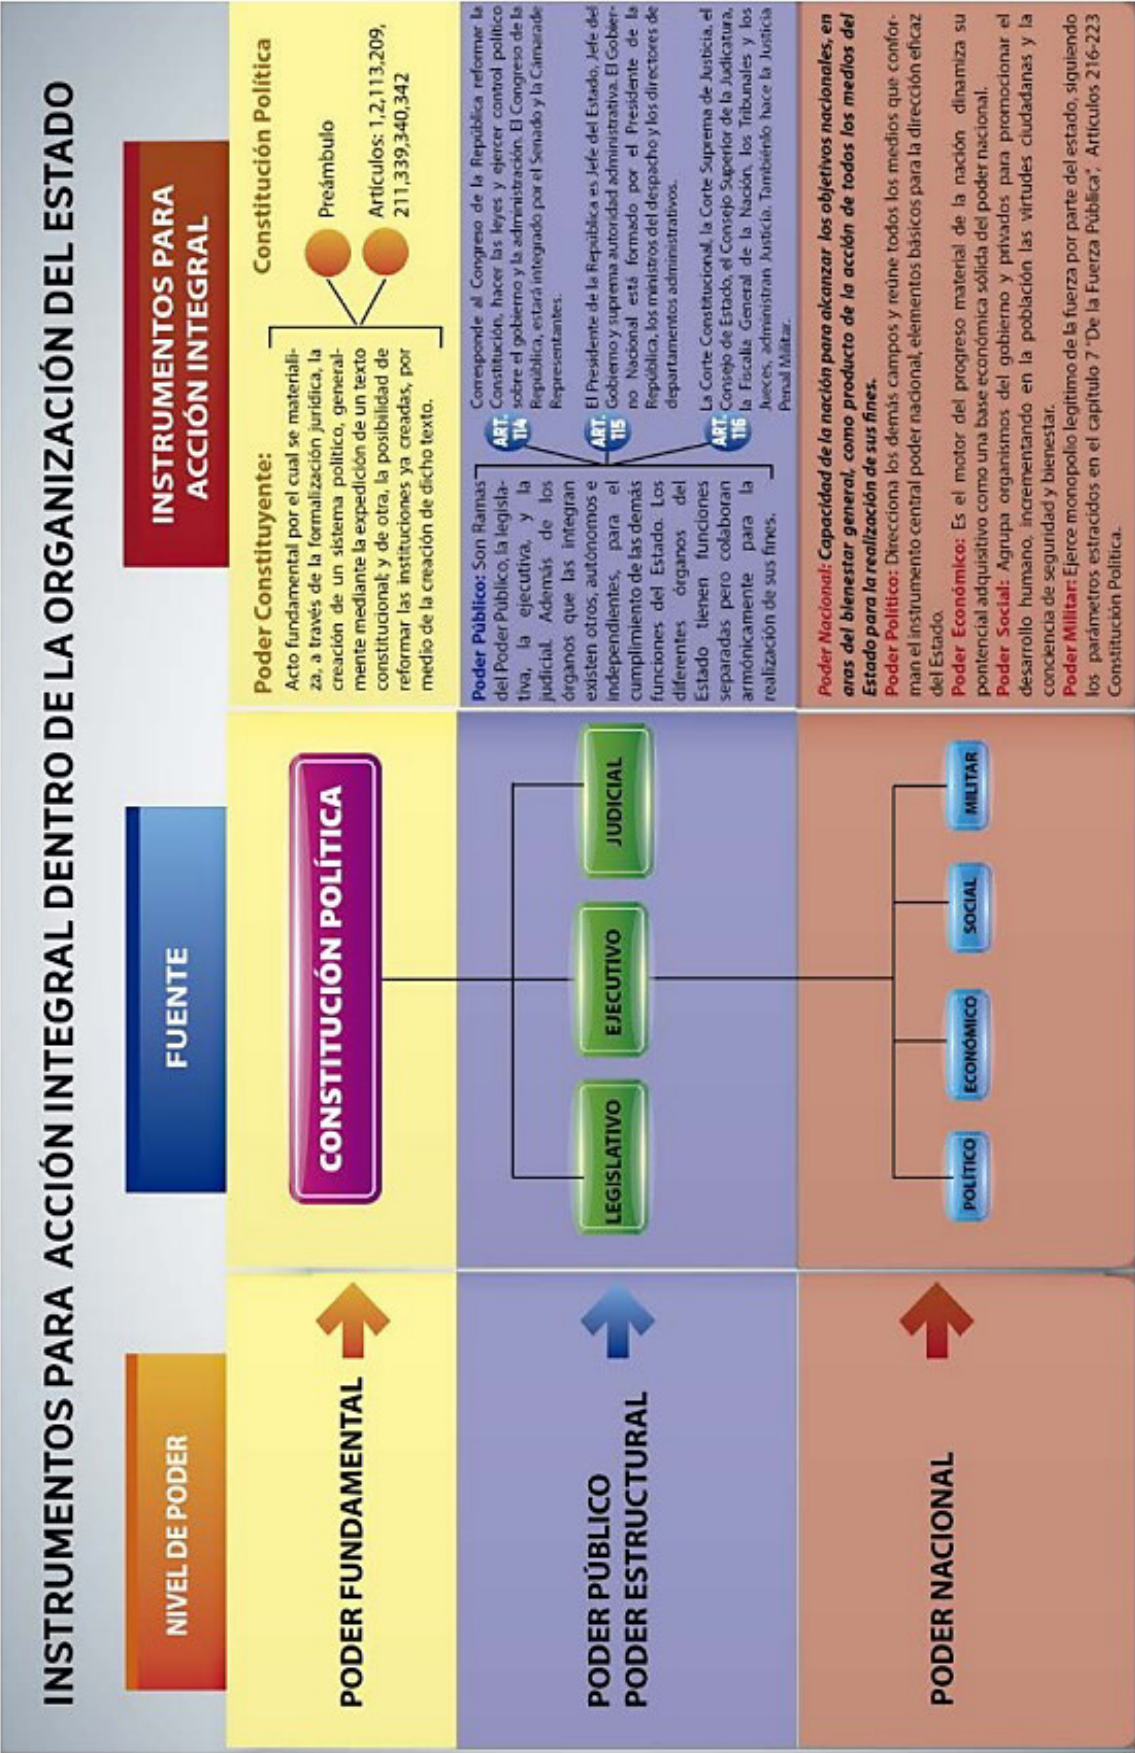 INSTRUMENTOS PARA ACCIÓN INTEGRAL DENTRO DE LA ORGANIZACIÓN DEL ESTADO
NIVEL DE PODER
FUENTE
INSTRUMENTOS PARA
ACCIÓN INTEGRAL
PODER FUNDAMENTAL
CONSTITUCIÓN POLÍTICA
Poder Constituyente:
Acto fundamental por el cual se materiali-
za, a través de la formalización jurídica, la
creación de un sistema político, general-
mente mediante la expedición de un texto
constitucional; y de otra, la posibilidad de
reformar las instituciones ya creadas, por
medio de la creación de dicho texto.
Constitución Política
Preámbulo
Artículos: 1,2,113,209,
211,339,340,342
PODER PÚBLICO
PODER ESTRUCTURAL
LEGISLATIVO
EJECUTIVO
JUDICIAL
Poder Público: Son Ramas
del Poder Público, la legisla-
tiva, la ejecutiva, y la
judicial. Además de los
órganos que las integran
existen otros, autónomos e
independientes, para el
cumplimiento de las demás
funciones del Estado. Los
diferentes órganos del
Estado tienen funciones
separadas pero colaboran
armónicamente para la
realización de sus fines.
ART.
114
Corresponde al Congreso de la República reformar la
Constitución, hacer las leyes y ejercer control político
sobre el gobierno y la administración. El Congreso de la
República, estará integrado por el Senado y la Cámarade
Representantes.
ART.
115
El Presidente de la República es Jefe del Estado, Jefe del
Gobierno y suprema autoridad administrativa. El Gobier-
no Nacional está formado por el Presidente de la
República, los ministros del despacho y los directores de
departamentos administrativos.
ART.
116
La Corte Constitucional, la Corte Suprema de Justicia, el
Consejo de Estado, el Consejo Superior de la Judicatura,
la Fiscalía General de la Nación, los Tribunales y los
Jueces, administran Justicia. Tambiénlo hace la Justicia
Penal Militar.
PODER NACIONAL
POLÍTICO
ECONÓMICO
SOCIAL
MILITAR
Poder Nacional: Capacidad de la nación para alcanzar los objetivos nacionales, en
aras del bienestar general, como producto de la acción de todos los medios del
Estado para la realización de sus fines.
Poder Político: Direcciona los demás campos y reúne todos los medios que confor-
man el instrumento central poder nacional, elementos básicos para la dirección eficaz
del Estado.
Poder Económico: Es el motor del progreso material de la nación dinamiza su
pontencial adquisitivo como una base económica sólida del poder nacional.
Poder Social: Agrupa organismos del gobierno y privados para promocionar el
desarrollo humano, incrementando en la población las virtudes ciudadanas y la
conciencia de seguridad y bienestar.
Poder Militar: Ejerce monopolio legítimo de la fuerza por parte del estado, siguiendo
los parámetros estracidos en el capítulo 7 "De la Fuerza Pública", Artículos 216-223
Constitución Política.